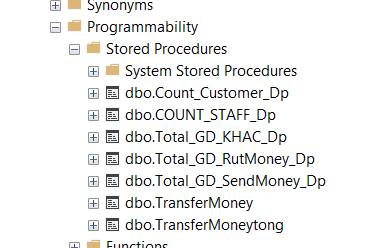 Synonyms
Programmability
Stored Procedures
System Stored Procedures
dbo.Count_Customer_Dp
dbo.COUNT_STAFF_Dp
dbo.Total_GD_KHAC_Dp
dbo.Total_GD_RutMoney_Dp
dbo.Total_GD_SendMoney_Dp
dbo.TransferMoney
dbo.TransferMoneytong
Functions